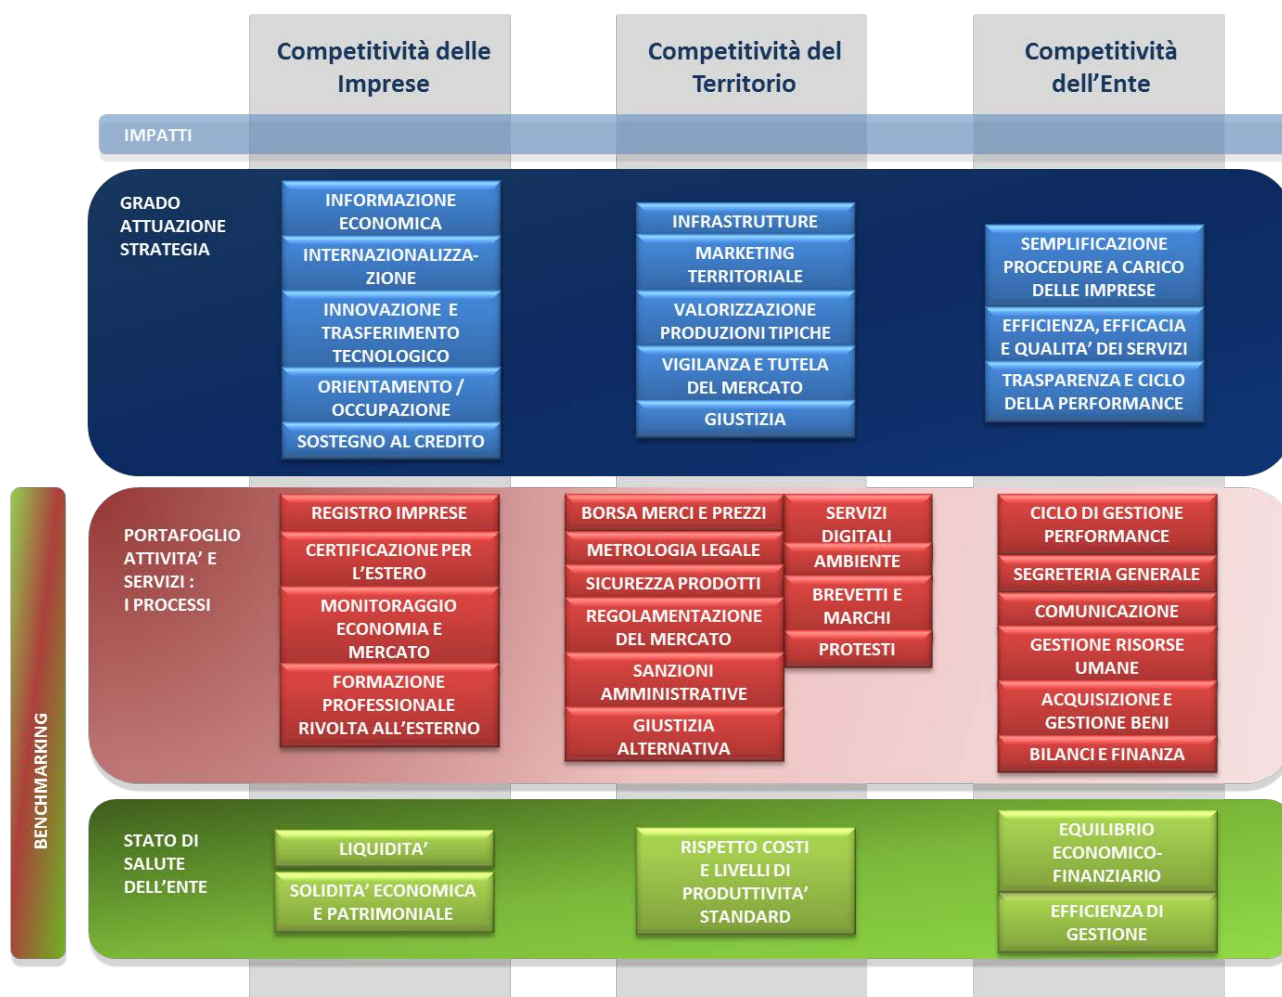 Competitività delle
Imprese
Competitività del
Territorio
Competitività
dell'Ente
IMPATTI
GRADO
ATTUAZIONE
STRATEGIA
INFORMAZIONE
ECONOMICA
INTERNAZIONALIZZA-
ZIONE
INNOVAZIONE E
TRASFERIMENTO
TECNOLOGICO
ORIENTAMENTO /
OCCUPAZIONE
SOSTEGNO AL CREDITO
INFRASTRUTTURE
MARKETING
TERRITORIALE
VALORIZZAZIONE
PRODUZIONI TIPICHE
VIGILANZA E TUTELA
DEL MERCATO
GIUSTIZIA
SEMPLIFICAZIONE
PROCEDURE A CARICO
DELLE IMPRESE
EFFICIENZA, EFFICACIA
E QUALITA' DEI SERVIZI
TRASPARENZA E CICLO
DELLA PERFORMANCE
BENCHMARKING
PORTAFOGLIO
ATTIVITA' E
SERVIZI :
I PROCESSI
REGISTRO IMPRESE
CERTIFICAZIONE PER
L'ESTERO
MONITORAGGIO
ECONOMIA E
MERCATO
FORMAZIONE
PROFESSIONALE
RIVOLTA ALL'ESTERNO
BORSA MERCI E PREZZI
METROLOGIA LEGALE
SICUREZZA PRODOTTI
REGOLAMENTAZIONE
DEL MERCATO
SANZIONI
AMMINISTRATIVE
GIUSTIZIA
ALTERNATIVA
SERVIZI
DIGITALI
AMBIENTE
BREVETTI E
MARCHI
PROTESTI
CICLO DI GESTIONE
PERFORMANCE
SEGRETERIA GENERALE
COMUNICAZIONE
GESTIONE RISORSE
UMANE
ACQUISIZIONE E
GESTIONE BENI
BILANCI E FINANZA
STATO DI
SALUTE
DELL'ENTE
LIQUIDITA'
SOLIDITA' ECONOMICA
E PATRIMONIALE
RISPETTO COSTI
E LIVELLI DI
PRODUTTIVITA'
STANDARD
EQUILIBRIO
ECONOMICO-
FINANZIARIO
EFFICIENZA DI
GESTIONE